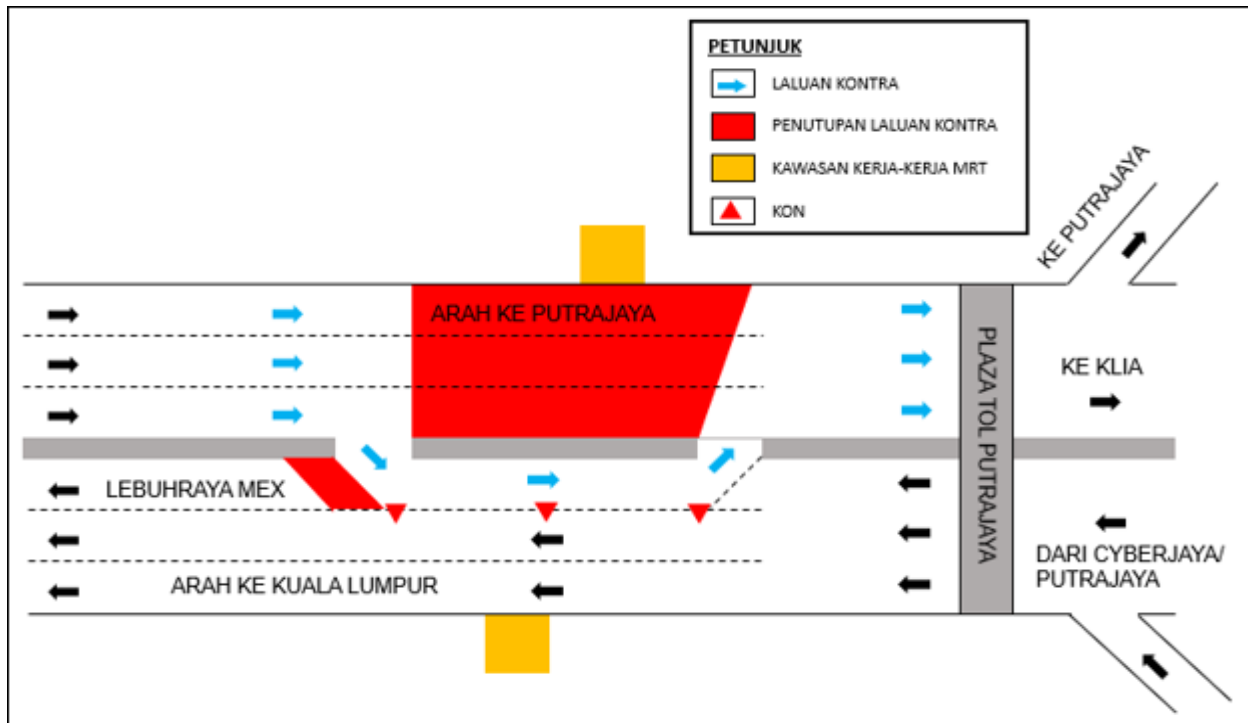 PETUNJUK
LALUAN KONTRA
PENUTUPAN LALUAN KONTRA
KAWASAN KERJA-KERJA MRT
KON
KE PUTRAJAYA
ARAH KE PUTRAJAYA
PLAZA TOL PUTRAJAYA
KE KLIA
LEBUHRAYA MEX
ARAH KE KUALA LUMPUR
DARI CYBERJAYA/
PUTRAJAYA